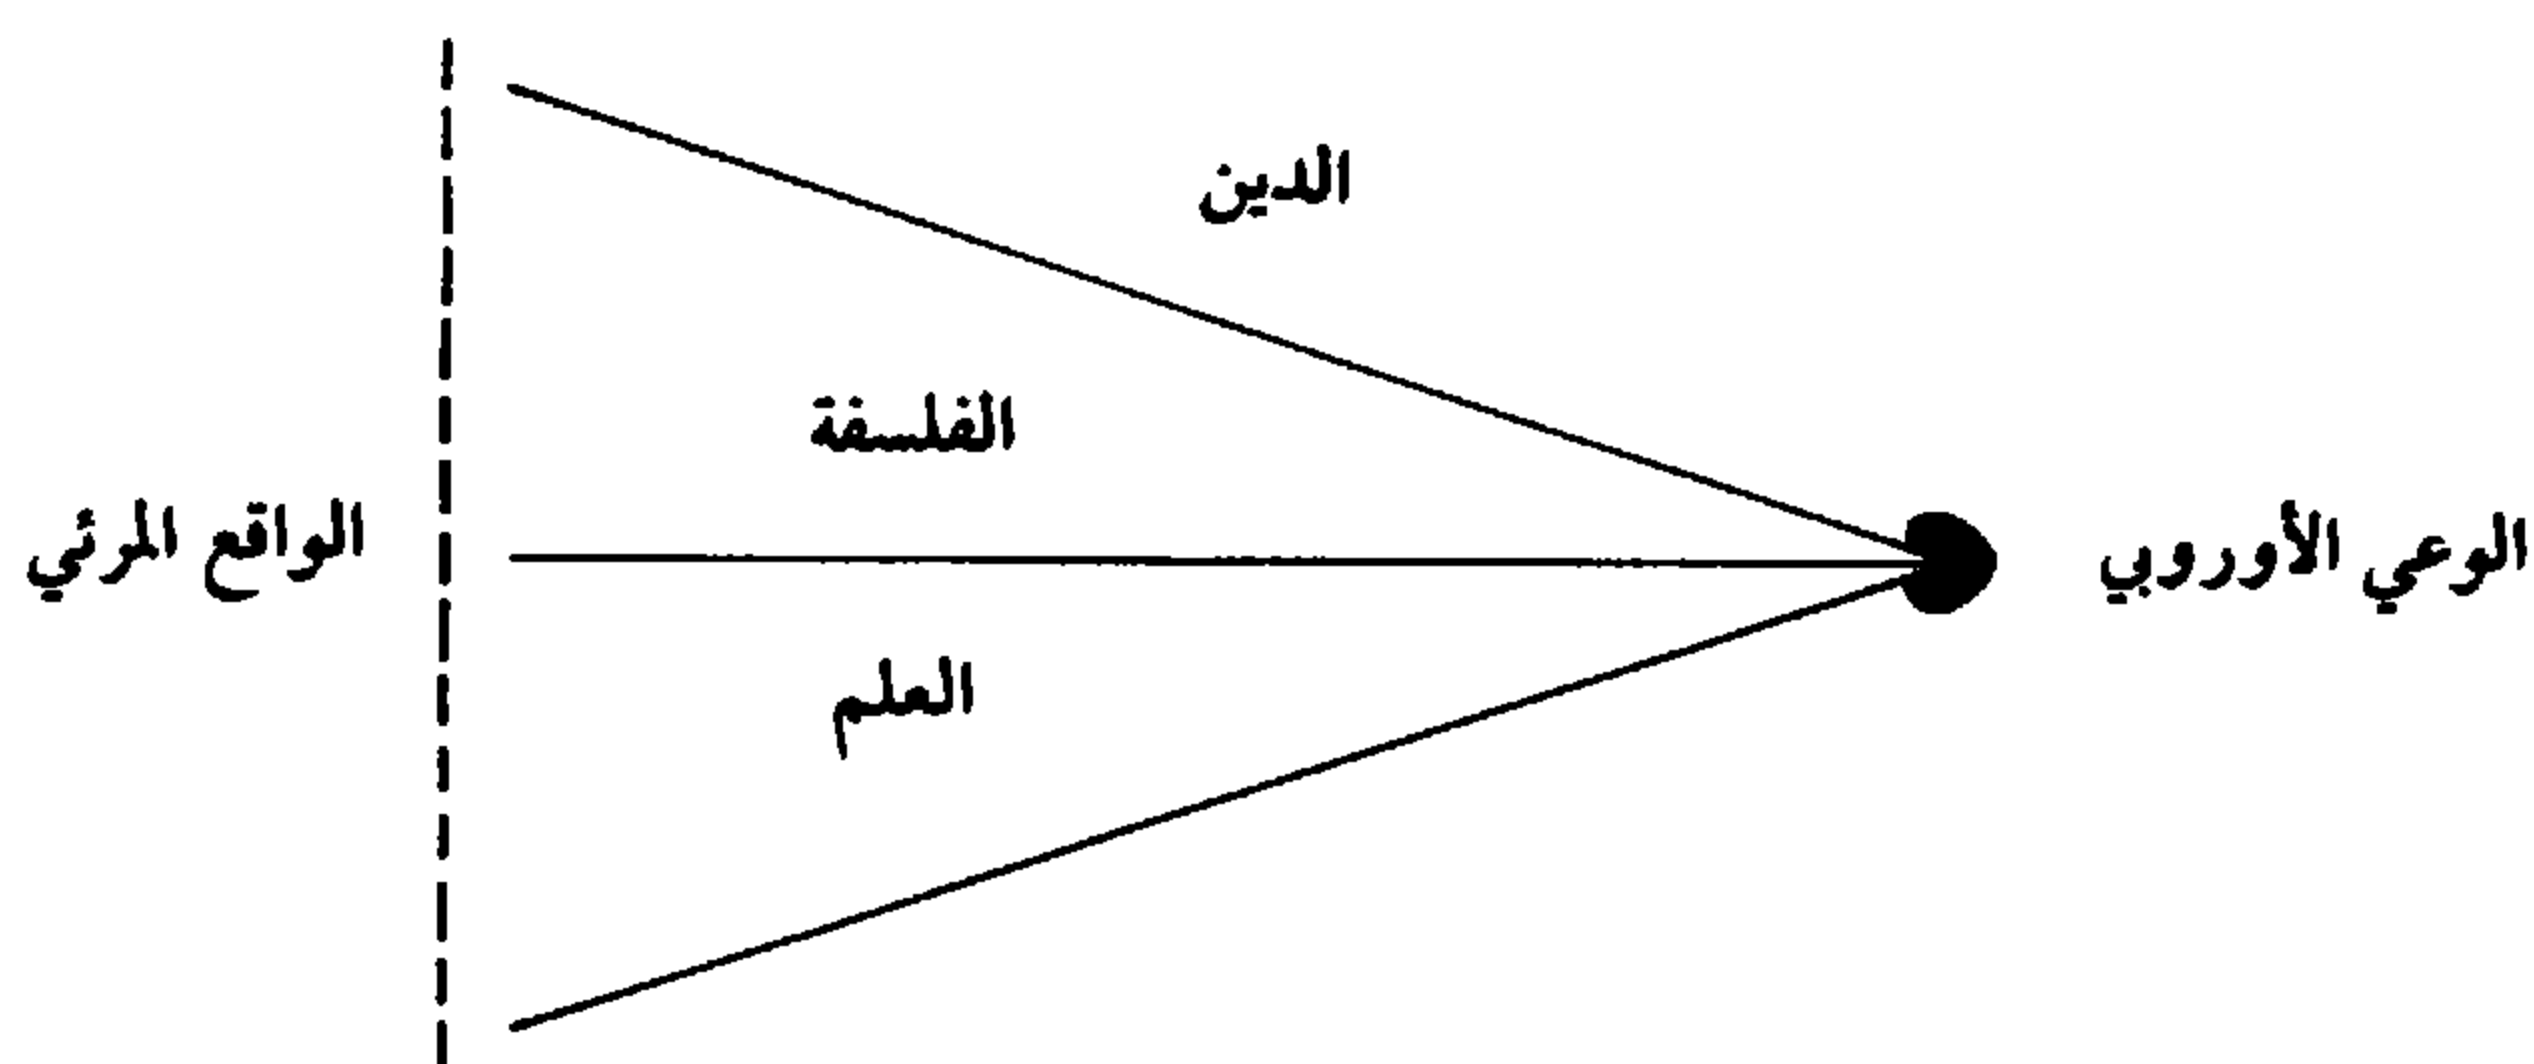 الدين
الفلسفة
الوعي الأوروبي
الواقع المرئي
العلم